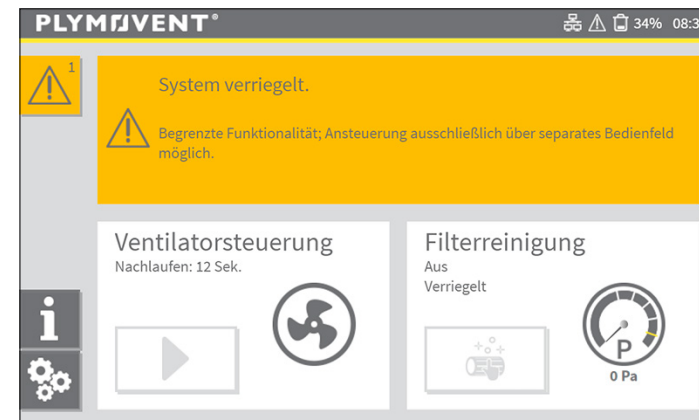 PLYMOVENT®
34% 08:3
1
System verriegelt.
Begrenzte Funktionalität; Ansteuerung ausschließlich über separates Bedienfeld
möglich.
Ventilatorsteuerung
Nachlaufen: 12 Sek.
Filterreinigung
Aus
Verriegelt
P
0 Pa
i